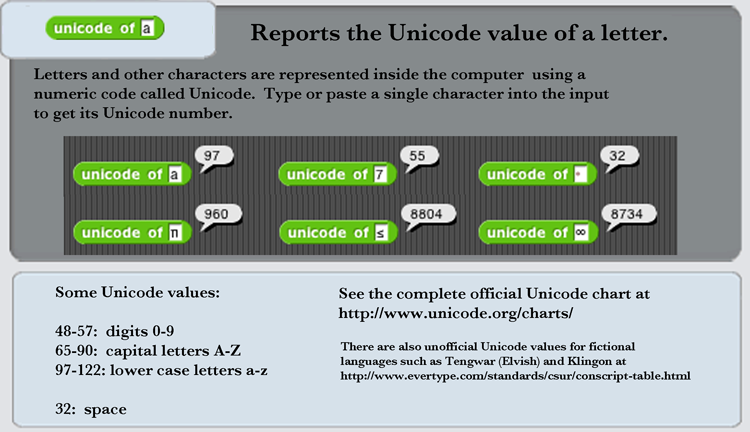 unicode of a
Reports the Unicode value of a letter.
Letters and other characters are represented inside the computer using a
numeric code called Unicode. Type or paste a single character into the input
to get its Unicode number.
unicode of a 97
unicode of 7 55
unicode of 32
unicode of π 960
unicode of ≤ 8804
unicode of ∞ 8734
Some Unicode values:
48-57: digits 0-9
65-90: capital letters A-Z
97-122: lower case letters a-z
32: space
See the complete official Unicode chart at
http://www.unicode.org/charts/
There are also unofficial Unicode values for fictional
languages such as Tengwar (Elvish) and Klingon at
http://www.evertype.com/standards/csur/conscript-table.html